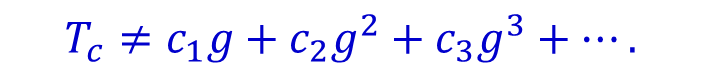 T_c ≠ c_1 g + c_2 g^2 + c_3 g^3 + ⋯ .